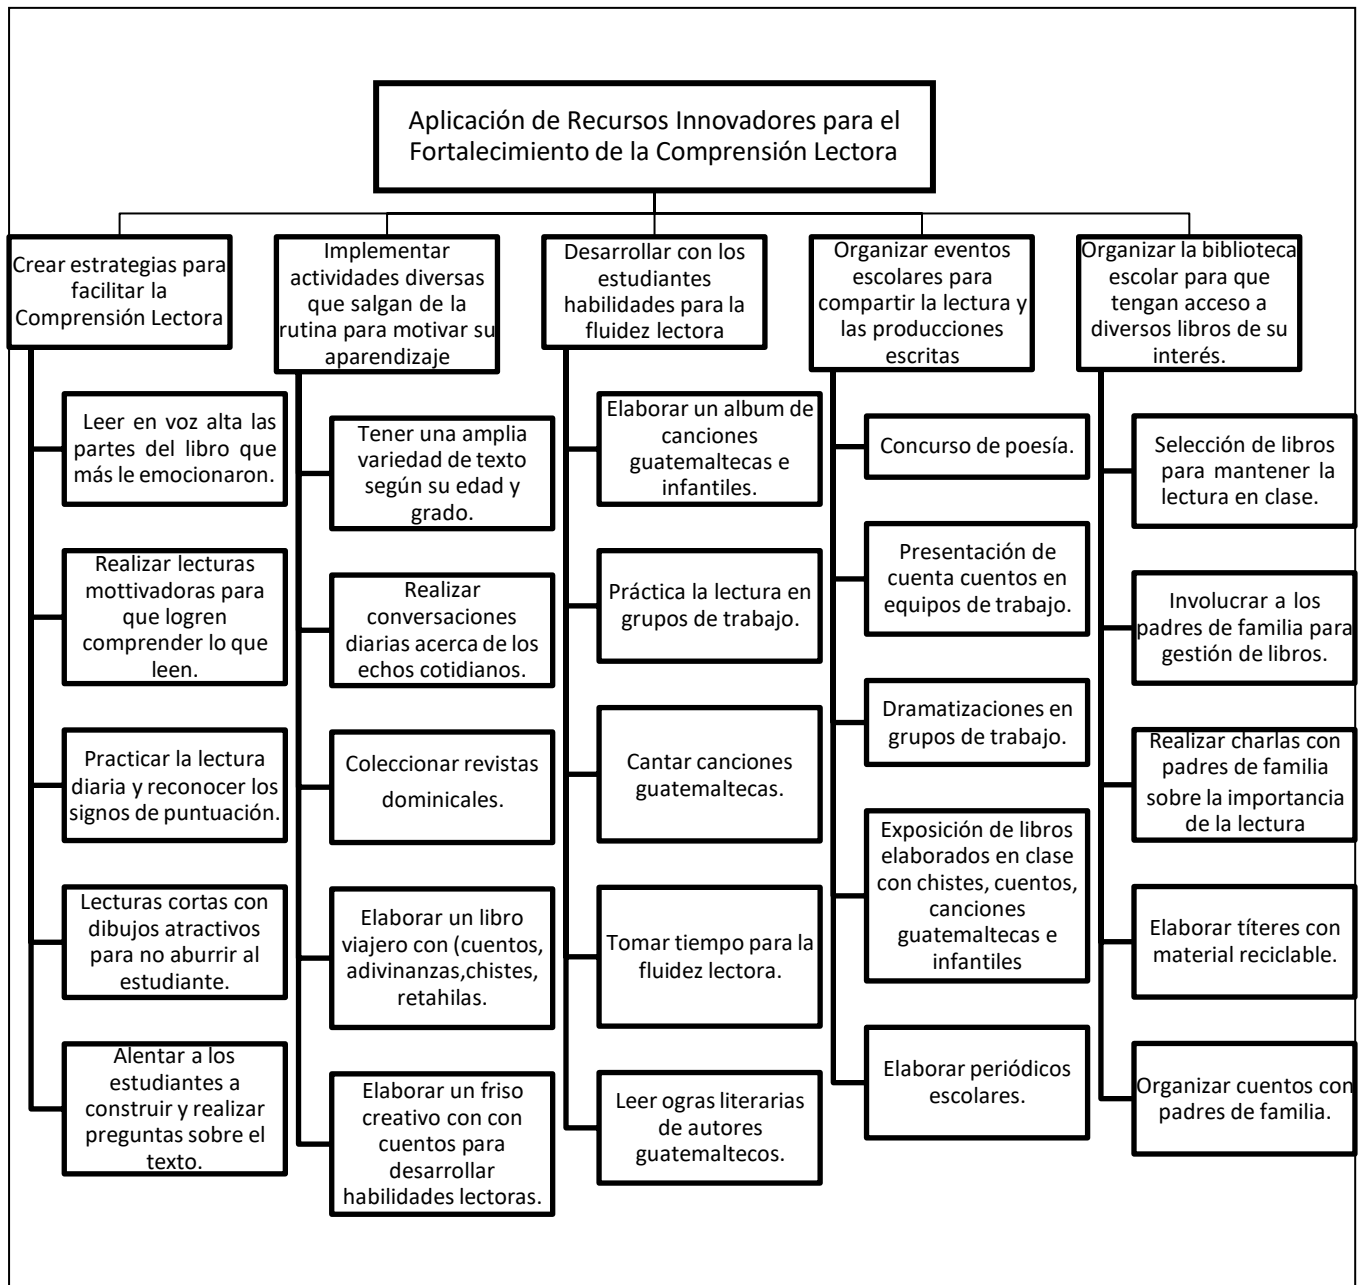 Aplicación de Recursos Innovadores para el
Fortalecimiento de la Comprensión Lectora
Crear estrategias para
facilitar la
Comprensión Lectora
Leer en voz alta las
partes del libro que
más le emocionaron.
Realizar lecturas
mottivadoras para
que logren
comprender lo que
leen.
Practicar la lectura
diaria y reconocer los
signos de puntuación.
Lecturas cortas con
dibujos atractivos
para no aburrir al
estudiante.
Alentar a los
estudiantes a
construir y realizar
preguntas sobre el
texto.
Implementar
actividades diversas
que salgan de la
rutina para motivar su
aparendizaje
Tener una amplia
variedad de texto
según su edad y
grado.
Realizar
conversaciones
diarias acerca de los
echos cotidianos.
Coleccionar revistas
dominicales.
Elaborar un libro
viajero con (cuentos,
adivinanzas,chistes,
retahilas.
Elaborar un friso
creativo con con
cuentos para
desarrollar
habilidades lectoras.
Desarrollar con los
estudiantes
habilidades para la
fluidez lectora
Elaborar un album de
canciones
guatemaltecas e
infantiles.
Práctica la lectura en
grupos de trabajo.
Cantar canciones
guatemaltecas.
Tomar tiempo para la
fluidez lectora.
Leer ogras literarias
de autores
guatemaltecos.
Organizar eventos
escolares para
compartir la lectura y
las producciones
escritas
Concurso de poesía.
Presentación de
cuenta cuentos en
equipos de trabajo.
Dramatizaciones en
grupos de trabajo.
Exposición de libros
elaborados en clase
con chistes, cuentos,
canciones
guatemaltecas e
infantiles
Elaborar periódicos
escolares.
Organizar la biblioteca
escolar para que
tengan acceso a
diversos libros de su
interés.
Selección de libros
para mantener la
lectura en clase.
Involucrar a los
padres de familia para
gestión de libros.
Realizar charlas con
padres de familia
sobre la importancia
de la lectura
Elaborar títeres con
material reciclable.
Organizar cuentos con
padres de familia.